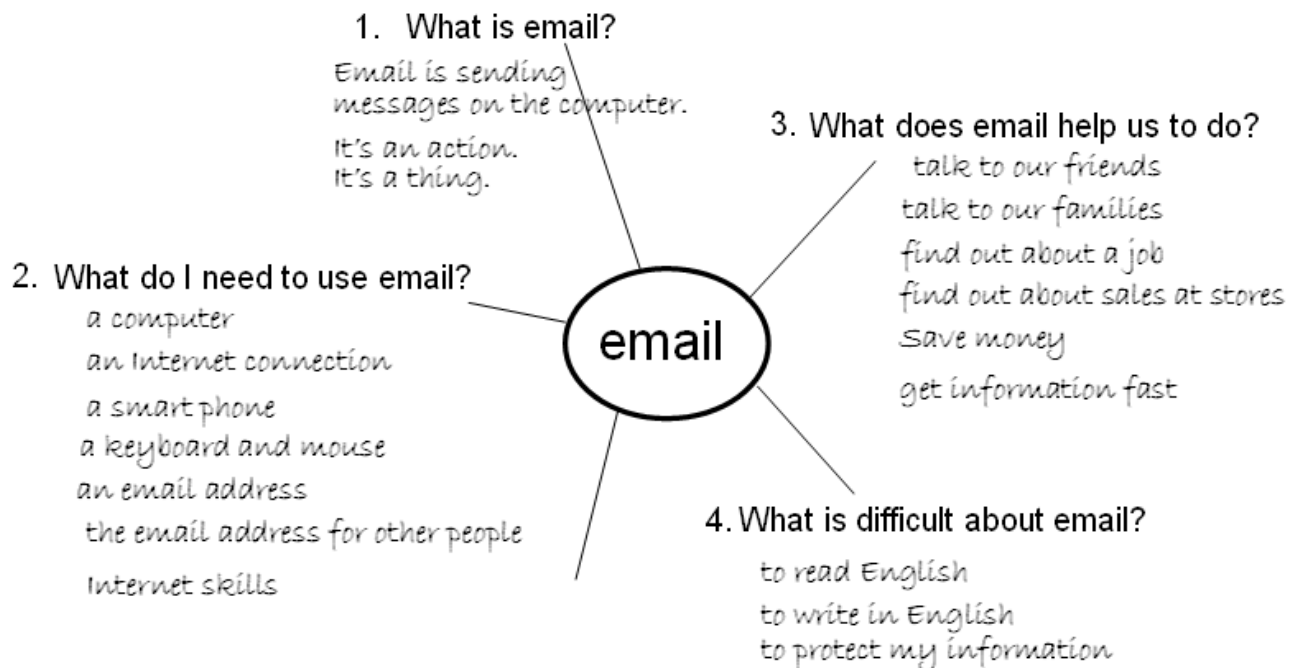 1. What is email?
Email is sending
messages on the computer.
It's an action.
It's a thing.
2. What do I need to use email?
a computer
an Internet connection
a smart phone
a keyboard and mouse
an email address
the email address for other people
Internet skills
email
3. What does email help us to do?
talk to our friends
talk to our families
find out about a job
find out about sales at stores
Save money
get information fast
4. What is difficult about email?
to read English
to write in English
to protect my information